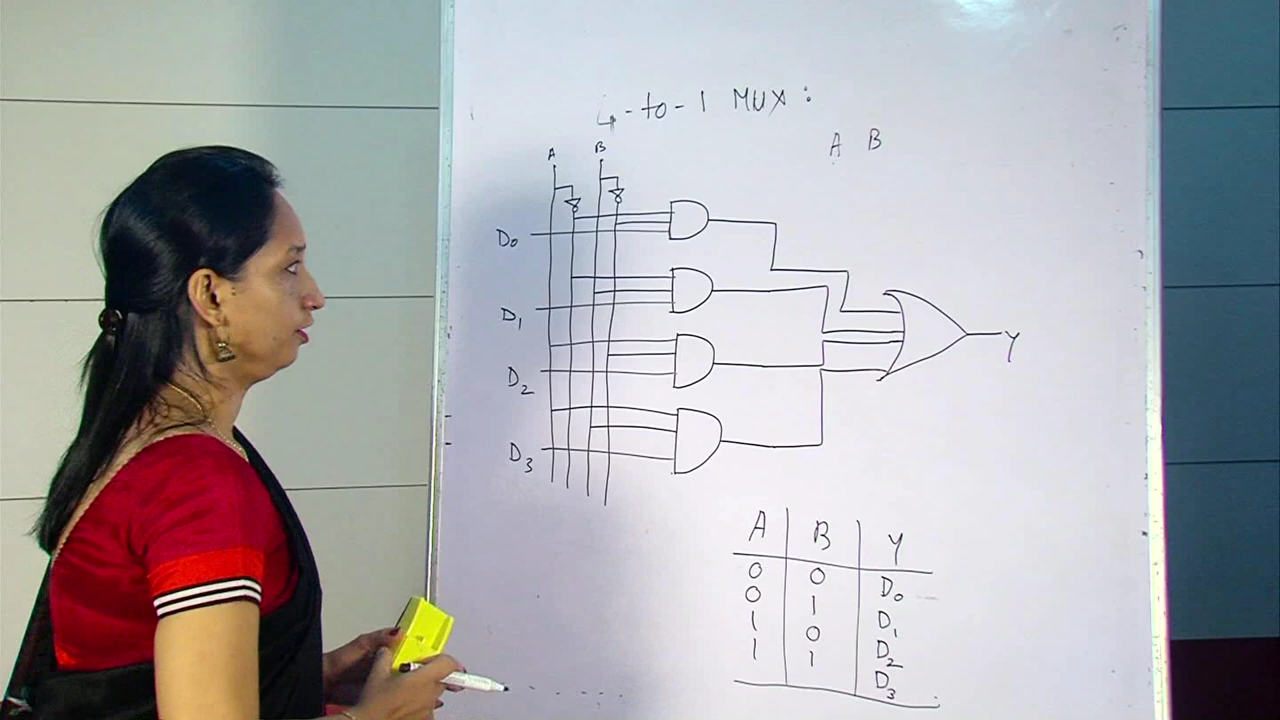 4-to-1 MUX:
A B
A B
D₀
D₁
D₂
D₃
Y
A B Y
0 0 D₀
0 1 D₁
1 0 D₂
1 1 D₃